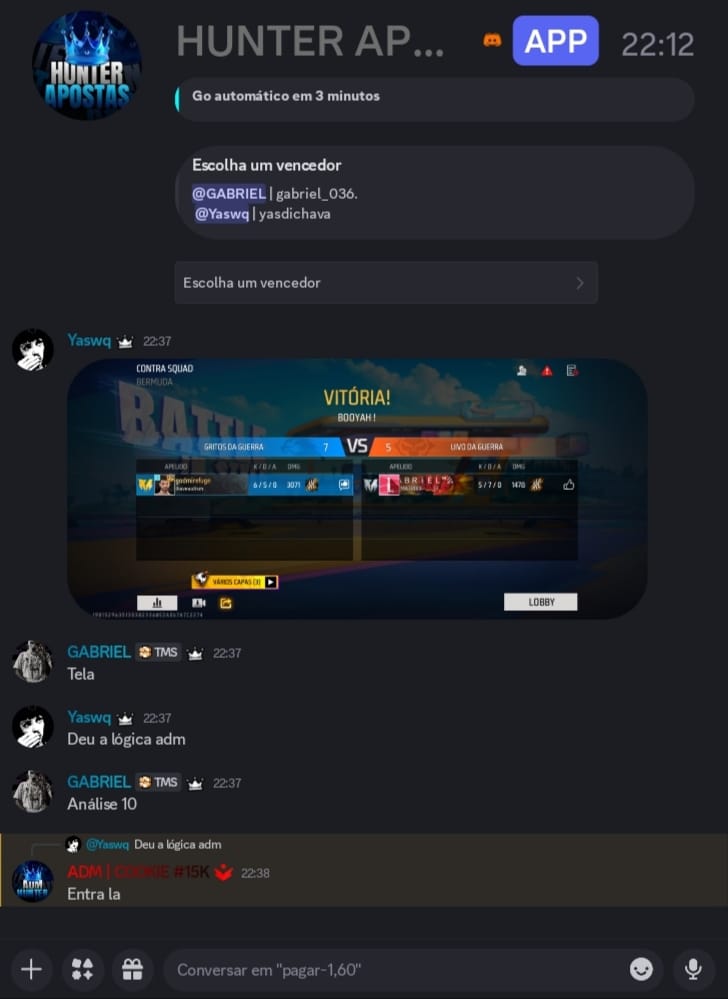 HUNTER AP... APP 22:12
HUNTER
APOSTAS
Go automático em 3 minutos
Escolha um vencedor
@GABRIEL | gabriel_036.
@Yaswq | yasdichava
Escolha um vencedor
Yaswq 22:37
CONTRA SQUAD
BERMUDA
VITÓRIA!
BOOYAH!
BATTL
GRITOS DA GUERRA 7 VS 5 UIVO DA GUERRA
APELIDO K / D / A DMG APELIDO K / D / A DMG
6 / 5 / 0 3071 5 / 7 / 0 1470
VÁRIOS CAPAS (3)
LOBBY
GABRIEL TMS 22:37
Tela
Yaswq 22:37
Deu a lógica adm
GABRIEL TMS 22:37
Análise 10
@Yaswq Deu a lógica adm
ADM | COOKIE #15K 22:38
ADM
HUNTER
Entra la
Conversar em "pagar-1,60"